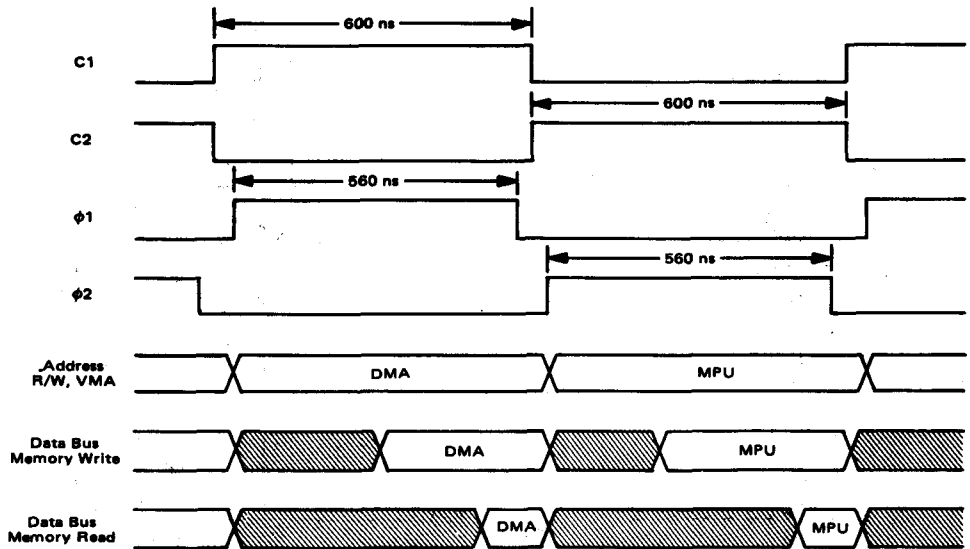 600 ns
C1
600 ns
C2
560 ns
ϕ1
560 ns
ϕ2
Address
R/W, VMA
DMA
MPU
Data Bus
Memory Write
DMA
MPU
Data Bus
Memory Read
DMA
MPU